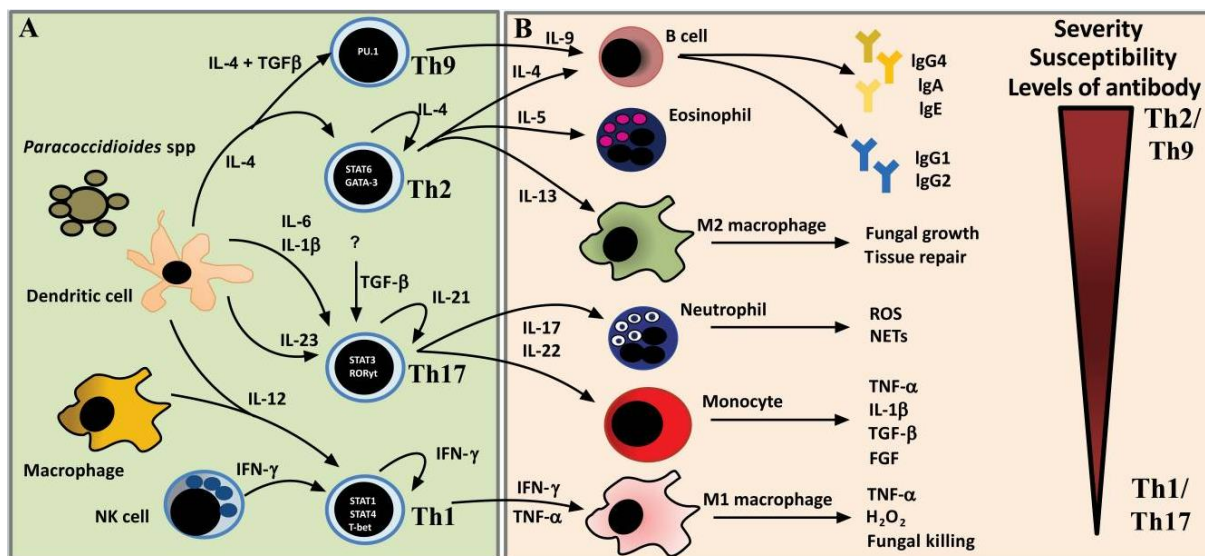 A
PU.1
Th9
IL-4 + TGFβ
IL-4
STAT6
GATA-3
Th2
IL-4
Paracoccidioides spp
IL-6
IL-1β
?
TGF-β
Dendritic cell
IL-21
IL-23
STAT3
RORγt
Th17
IL-12
Macrophage
IFN-γ
NK cell
IFN-γ
STAT1
STAT4
T-bet
Th1
B
IL-9
IL-4
B cell
IgG4
IgA
IgE
IL-5
Eosinophil
IgG1
IgG2
IL-13
M2 macrophage
Fungal growth
Tissue repair
Neutrophil
IL-17
IL-22
ROS
NETs
Monocyte
TNF-α
IL-1β
TGF-β
FGF
IFN-γ
TNF-α
M1 macrophage
TNF-α
H₂O₂
Fungal killing
Severity
Susceptibility
Levels of antibody
Th2/
Th9
Th1/
Th17